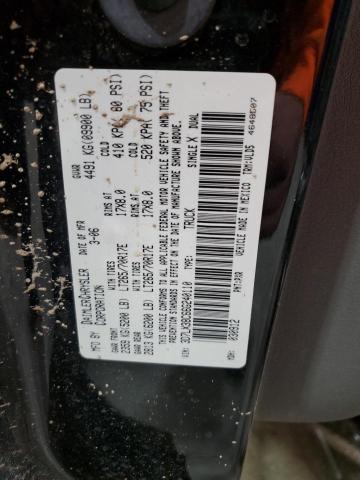 DAIMLERCHRYSLER CORPORATION
DATE OF MFR 3-06
GVWR 4491 KG(09900 LB)
GAWR FRONT 2359 KG(5200 LB)
LT265/70R17E
RIMS,AT 17X8.0
COLD 410 KPA( 60 PSI)
GAWR REAR 2813 KG(6200 LB)
LT265/70R17E
RIMS,AT 17X8.0
COLD 520 KPA( 75 PSI)
THIS VEHICLE CONFORMS TO ALL
APPLICABLE FEDERAL MOTOR VEHICLE SAFETY AND THEFT
PREVENTION STANDARDS IN EFFECT
ON THE DATE OF MANUFACTURE SHOWN ABOVE.
SINGLE X DUAL
TYPE: TRUCK
MDH: 030912
VEHICLE MADE IN MEXICO
TRM:VLD5
4648607